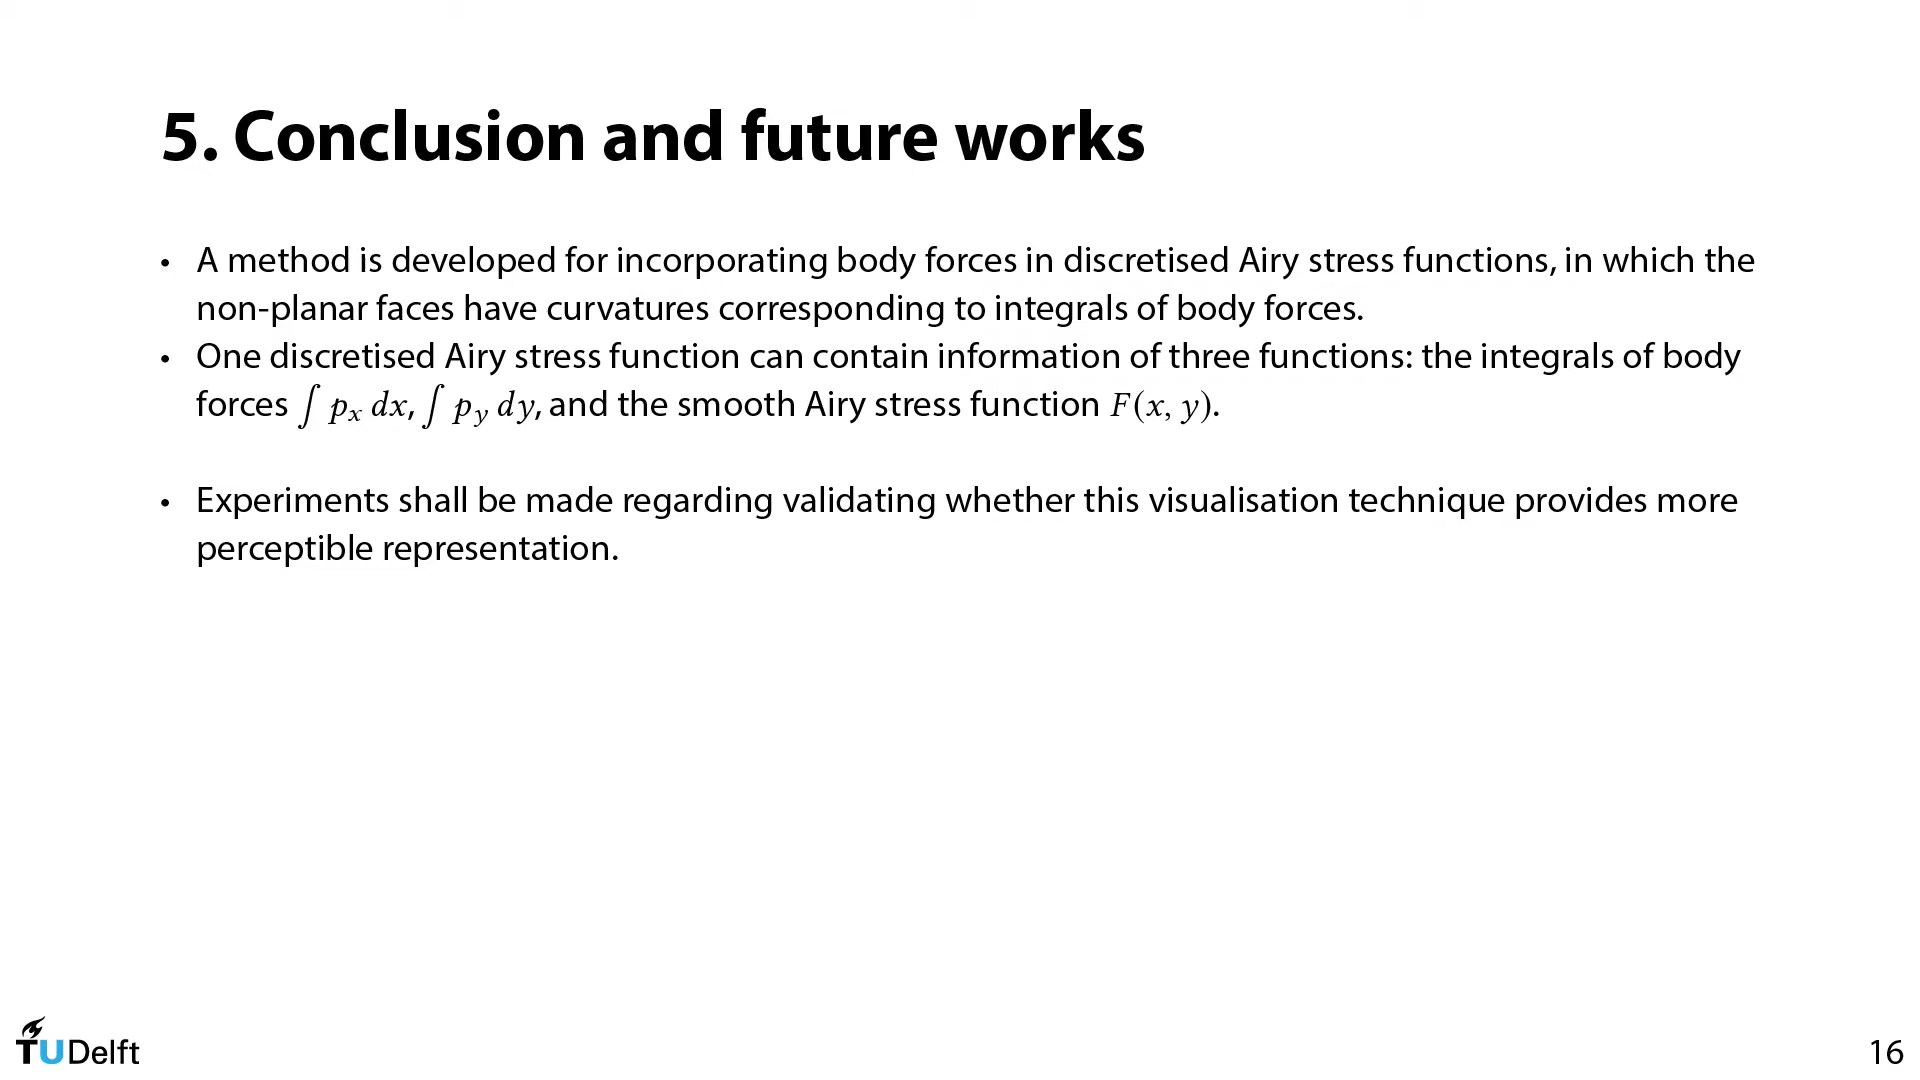 5. Conclusion and future works
• A method is developed for incorporating body forces in discretised Airy stress functions, in which the
non-planar faces have curvatures corresponding to integrals of body forces.
• One discretised Airy stress function can contain information of three functions: the integrals of body
forces ∫ pₓ dx, ∫ p_y dy, and the smooth Airy stress function F(x, y).
• Experiments shall be made regarding validating whether this visualisation technique provides more
perceptible representation.
TUDelft
16